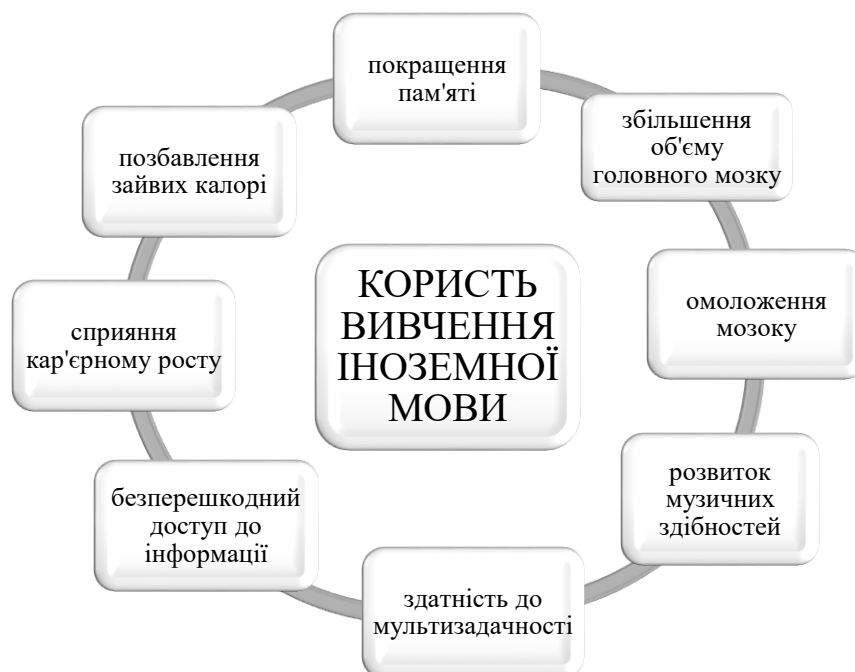 покращення
пам'яті
збільшення
об'єму
головного мозку
омоложення
мозоку
розвиток
музичних
здібностей
здатність до
мультизадачності
безперешкодний
доступ до
інформації
сприяння
кар'єрному росту
позбавлення
зайвих калорі
КОРИСТЬ
ВИВЧЕННЯ
ІНОЗЕМНОЇ
МОВИ